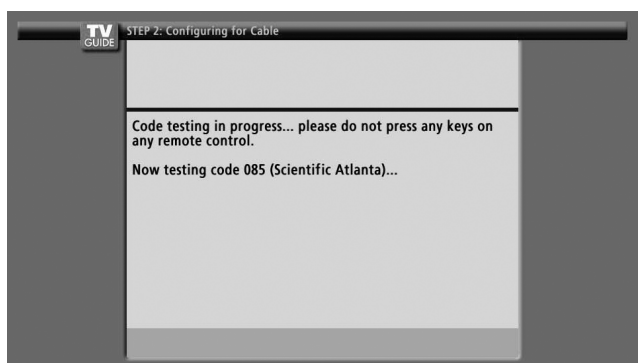 TV
GUIDE
STEP 2: Configuring for Cable
Code testing in progress... please do not press any keys on
any remote control.
Now testing code 085 (Scientific Atlanta)...